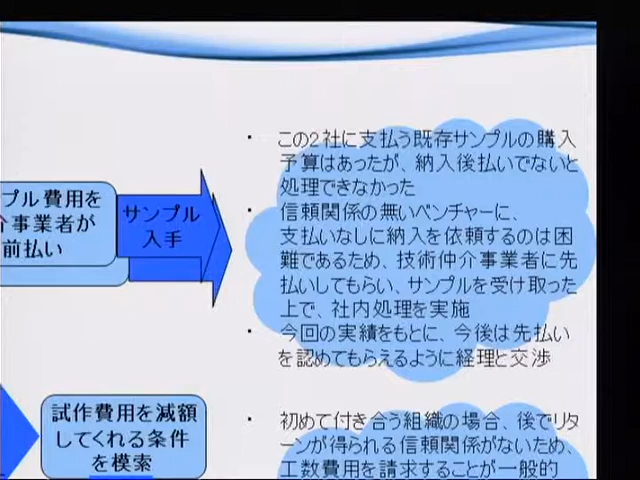 プル費用を
介事業者が
前払い
サンプル
入手
・ この2社に支払う既存サンプルの購入
予算はあったが、納入後払いでないと
処理できなかった
・ 信頼関係の無いベンチャーに、
支払いなしに納入を依頼するのは困
難であるため、技術仲介事業者に先
払いしてもらい、サンプルを受け取った
上で、社内処理を実施
・ 今回の実績をもとに、今後は先払い
を認めてもらえるように経理と交渉
試作費用を減額
してくれる条件
を模索
・ 初めて付き合う組織の場合、後でリタ
ーンが得られる信頼関係がないため、
工数費用を請求することが一般的